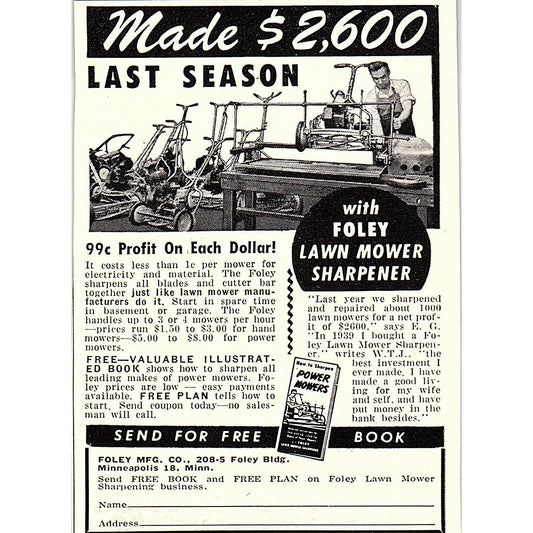 Made $2,600
LAST SEASON
with
FOLEY
LAWN MOWER
SHARPENER
99c Profit On Each Dollar!
It costs less than 1c per mower for
electricity and material. The Foley
sharpens all blades and cutter bar
together just like lawn mower manu-
facturers do it. Start in spare time
in basement or garage. The Foley
handles up to 3 or 4 mowers per hour
—prices run $1.50 to $3.00 for hand
mowers—$5.00 to $8.00 for power
mowers.
FREE—VALUABLE ILLUSTRAT-
ED BOOK shows how to sharpen all
leading makes of power mowers. Fo-
ley prices are low — easy payments
available. FREE PLAN tells how to
start. Send coupon today—no sales-
man will call.
"Last year we sharpened
and repaired about 1000
lawn mowers for a net prof-
it of $2600." says E. G.
"In 1939 I bought a Fo-
ley Lawn Mower Sharpen-
er." writes W.T.J., "the
best investment I
ever made. I have
made a good liv-
ing for my wife
and self, and have
put money in the
bank besides."
How to Sharpen
POWER
MOWERS
FOLEY
SEND FOR FREE BOOK
FOLEY MFG. CO., 208-5 Foley Bldg.
Minneapolis 18, Minn.
Send FREE BOOK and FREE PLAN on Foley Lawn Mower
Sharpening business.
Name
Address